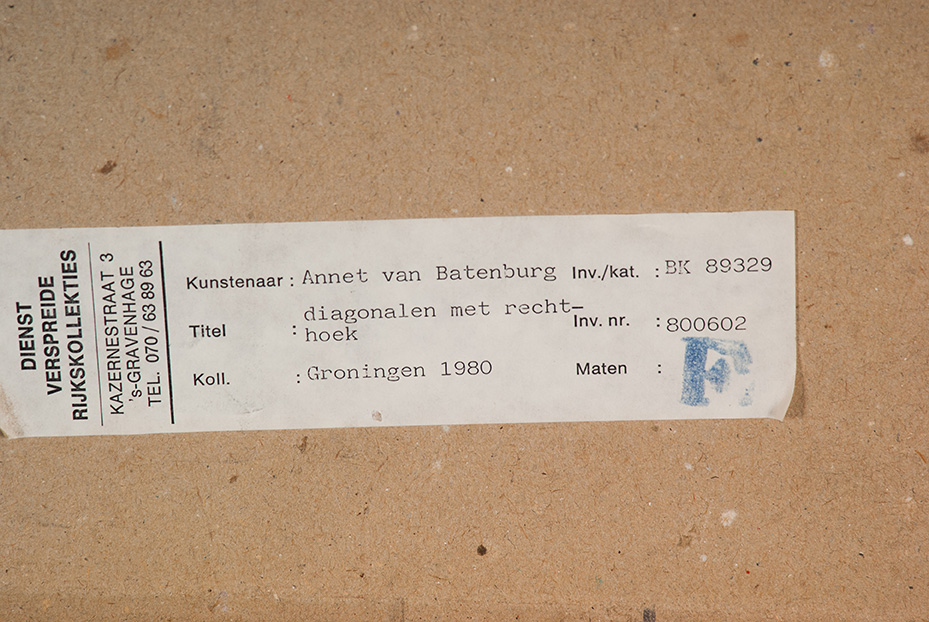 DIENST
VERSPREIDE
RIJKSKOLLEKTIES
KAZERNESTRAAT 3
's-GRAVENHAGE
TEL. 070 / 63 89 63
Kunstenaar : Annet van Batenburg Inv./kat. : BK 89329
Titel : diagonalen met recht-
hoek
Inv. nr. : 800602
Koll. : Groningen 1980 Maten :
F